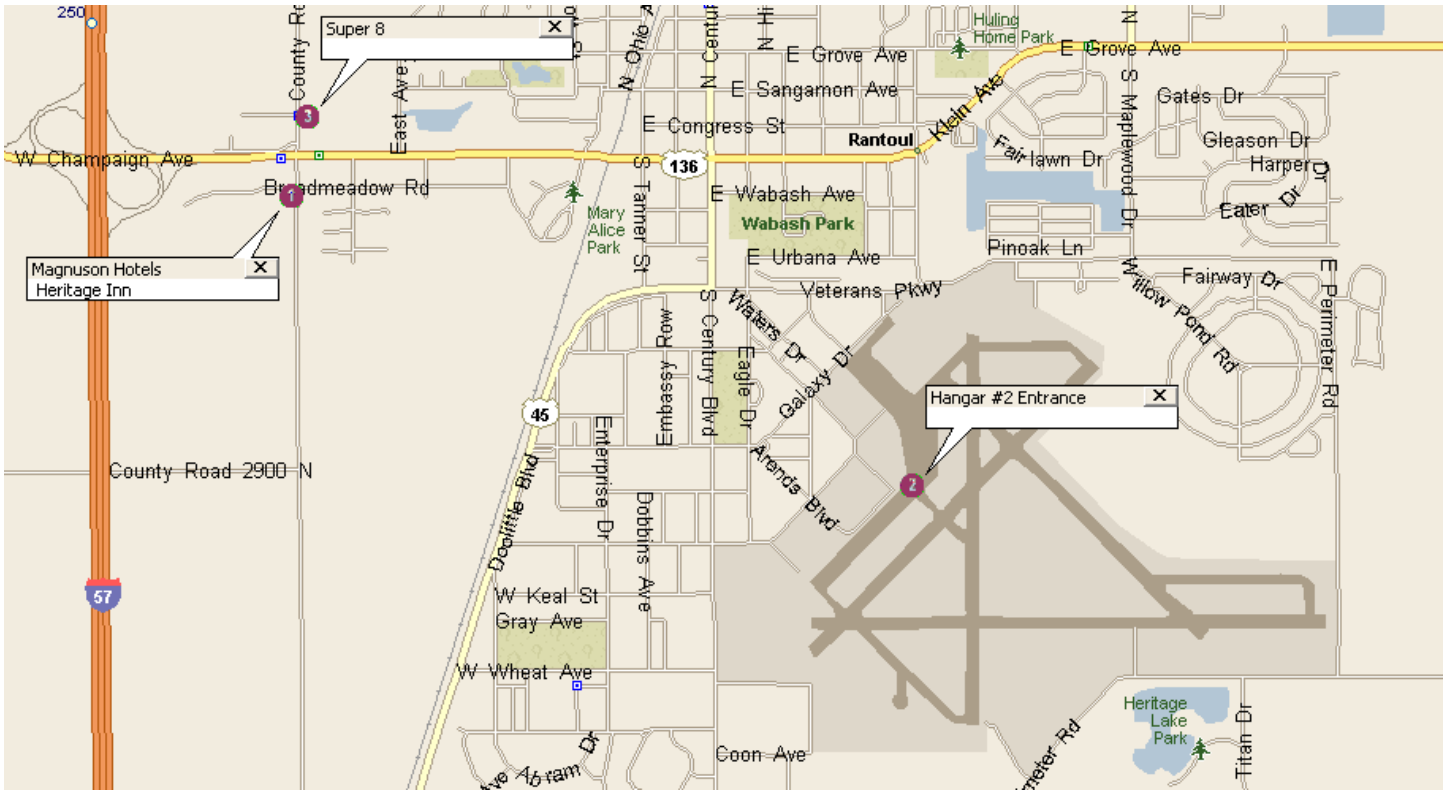 250
County Rd
Super 8
Ohio N
Century N
N
Huling
Home Park
E Grove Ave
E Grove Ave
N
East Ave
3
E Sangamon Ave
Klein Ave
S Maplewood Dr
Gates Dr
E Congress St
Rantoul
Gleason Dr
W Champaign Ave
136
Fairlawn Dr
Harper Dr
Broadmeadow Rd
1
S Tanner St
E Wabash Ave
Eater Dr
Mary
Alice
Park
Wabash Park
Pinoak Ln
E Urbana Ave
Magnuson Hotels
Heritage Inn
Veterans Pkwy
Willow Pond Rd
Fairway Dr
E Perimeter Rd
Waters Dr
S Century Blvd
Embassy Row
Eagle Dr
Galaxy Dr
Hangar #2 Entrance
45
Enterprise Dr
County Road 2900 N
Arends Blvd
2
Doolittle Blvd
Dobbins Ave
57
W Keal St
Gray Ave
W Wheat Ave
Heritage
Lake
Park
Titan Dr
Coon Ave
imeter Rd
Ave
Abram Dr